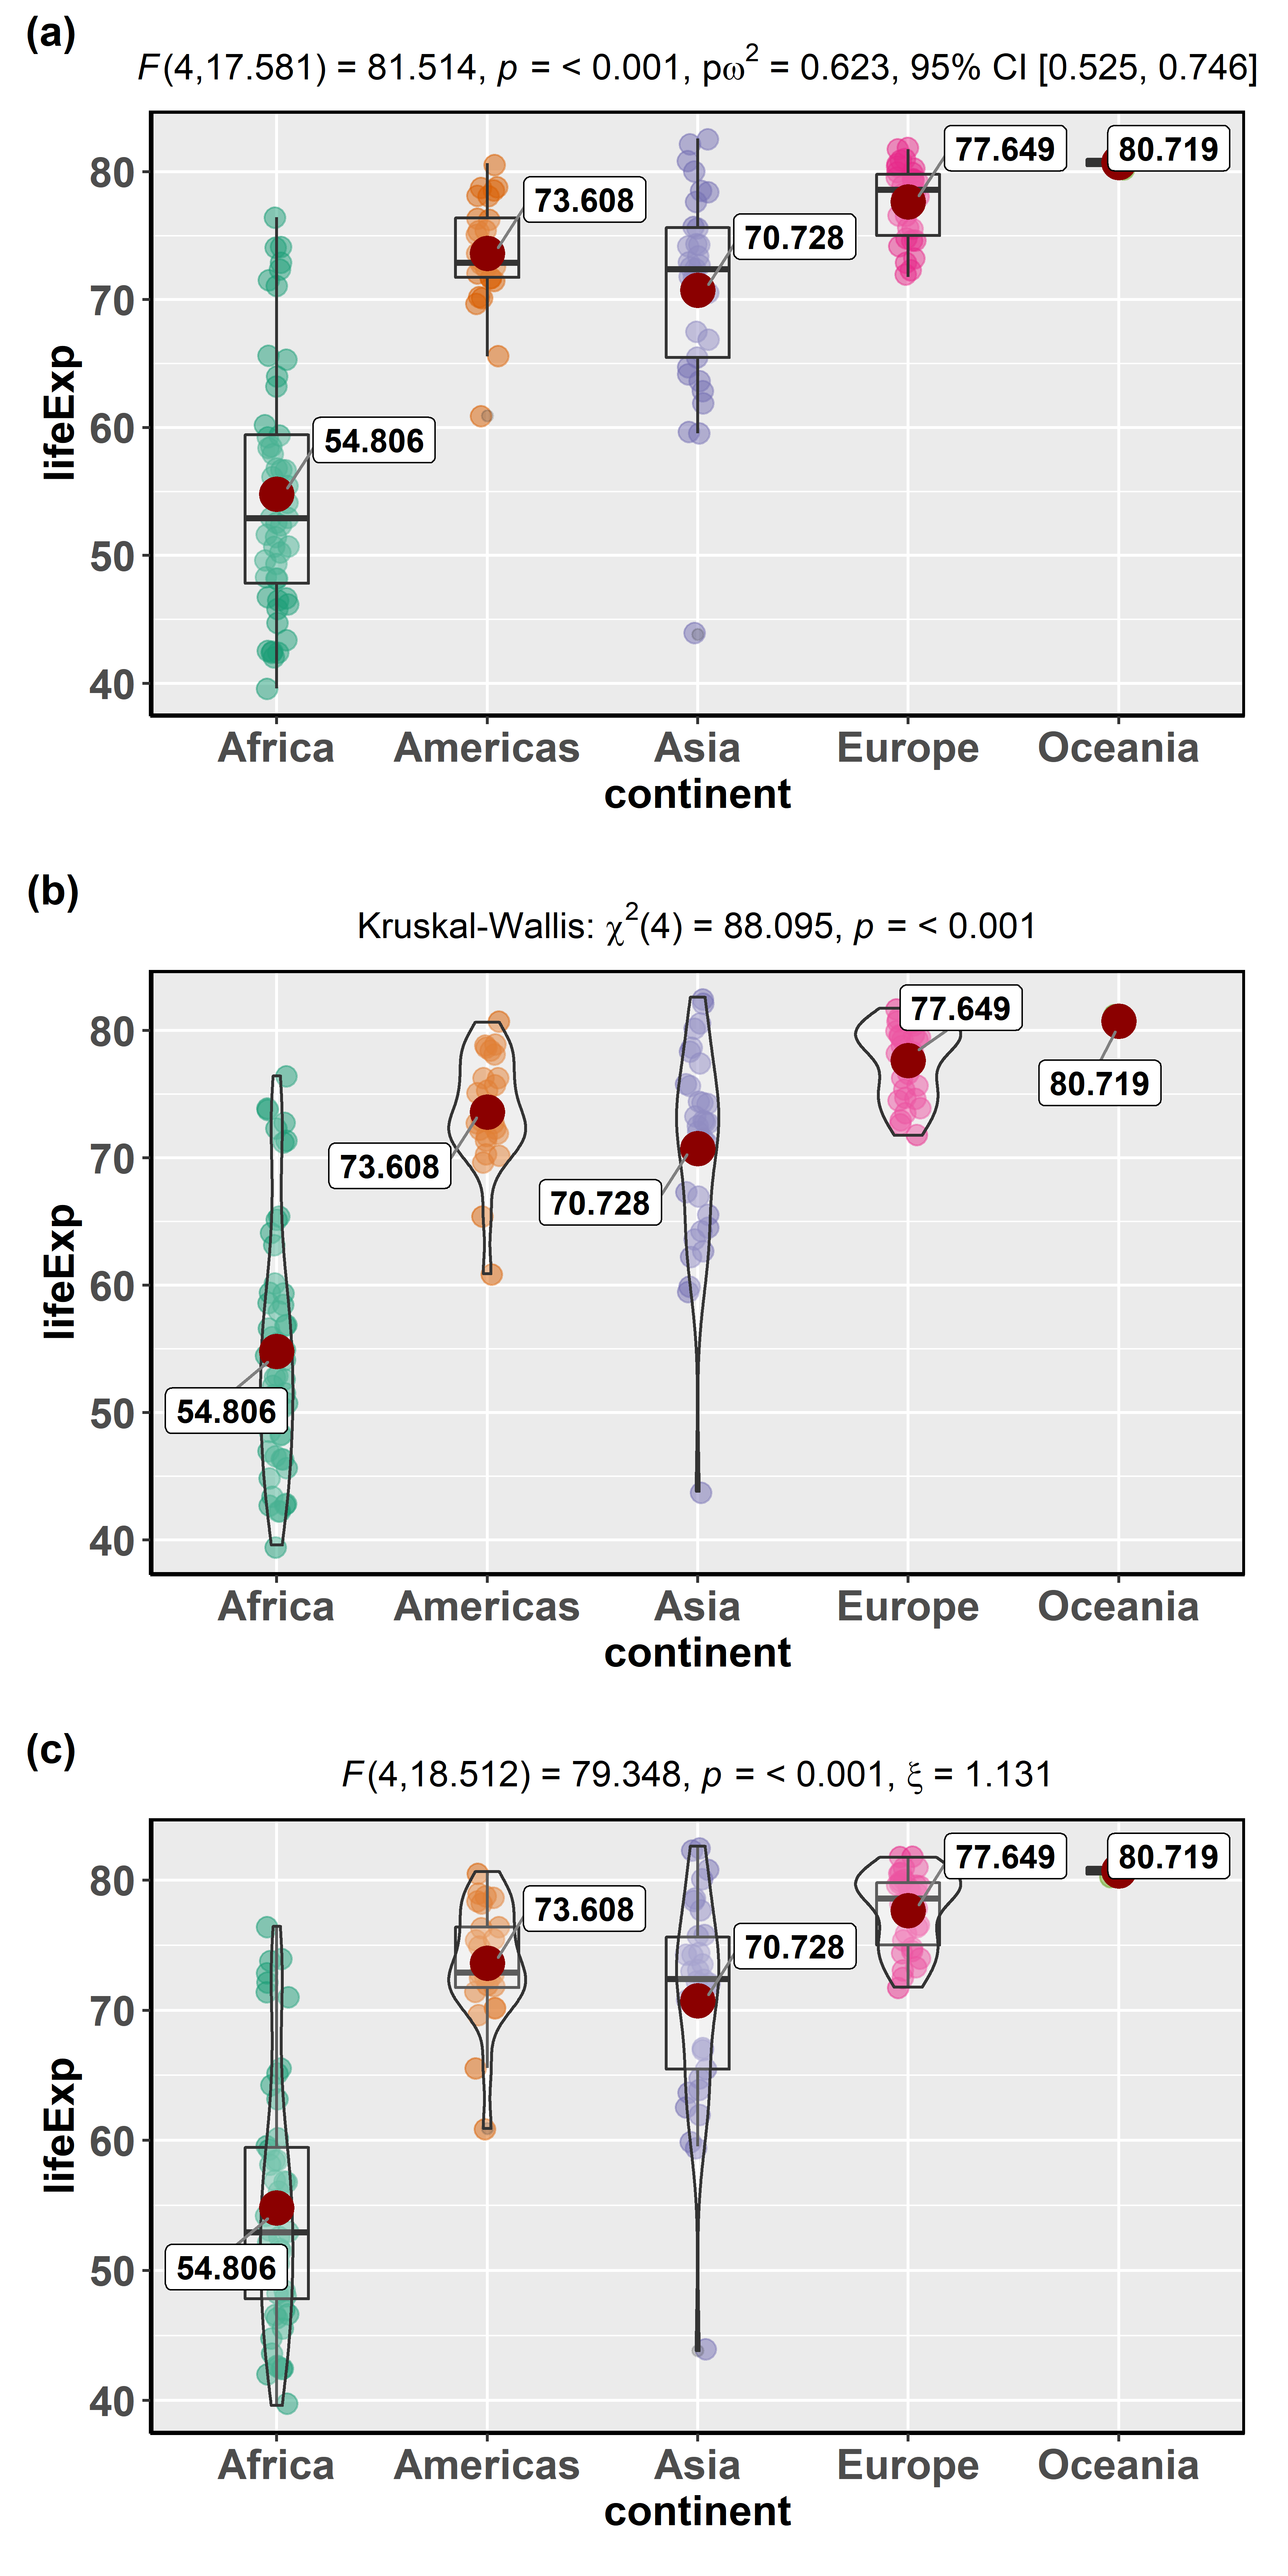 (a)
F(4,17.581) = 81.514, p = < 0.001, pω² = 0.623, 95% CI [0.525, 0.746]
lifeExp
80
70
60
50
40
54.806
73.608
70.728
77.649
80.719
Africa Americas Asia Europe Oceania
continent
(b)
Kruskal-Wallis: χ²(4) = 88.095, p = < 0.001
lifeExp
80
70
60
50
40
54.806
73.608
70.728
77.649
80.719
Africa Americas Asia Europe Oceania
continent
(c)
F(4,18.512) = 79.348, p = < 0.001, ξ = 1.131
lifeExp
80
70
60
50
40
54.806
73.608
70.728
77.649
80.719
Africa Americas Asia Europe Oceania
continent